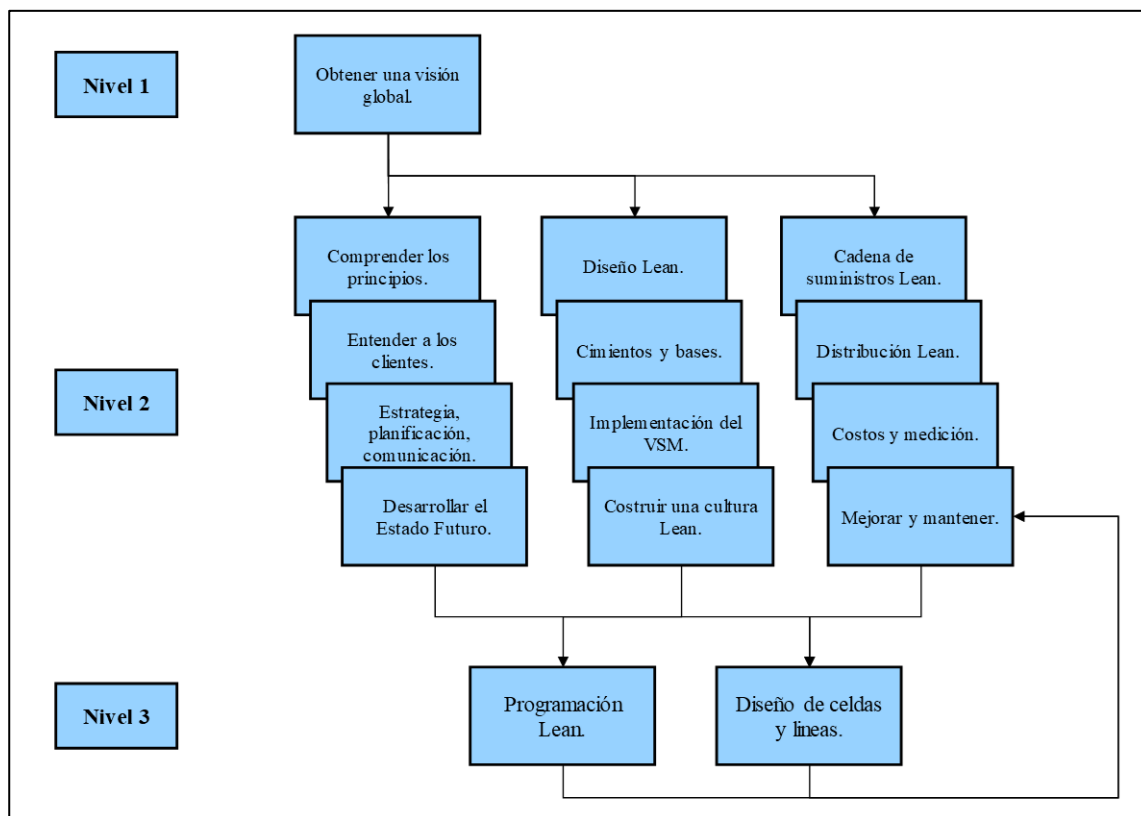 Nivel 1
Obtener una visión
global.
Comprender los
principios.
Diseño Lean.
Cadena de
suministros Lean.
Entender a los
clientes.
Cimientos y bases.
Distribución Lean.
Nivel 2
Estrategia,
planificación,
comunicación.
Implementación del
VSM.
Costos y medición.
Desarrollar el
Estado Futuro.
Costruir una cultura
Lean.
Mejorar y mantener.
Nivel 3
Programación
Lean.
Diseño de celdas
y lineas.